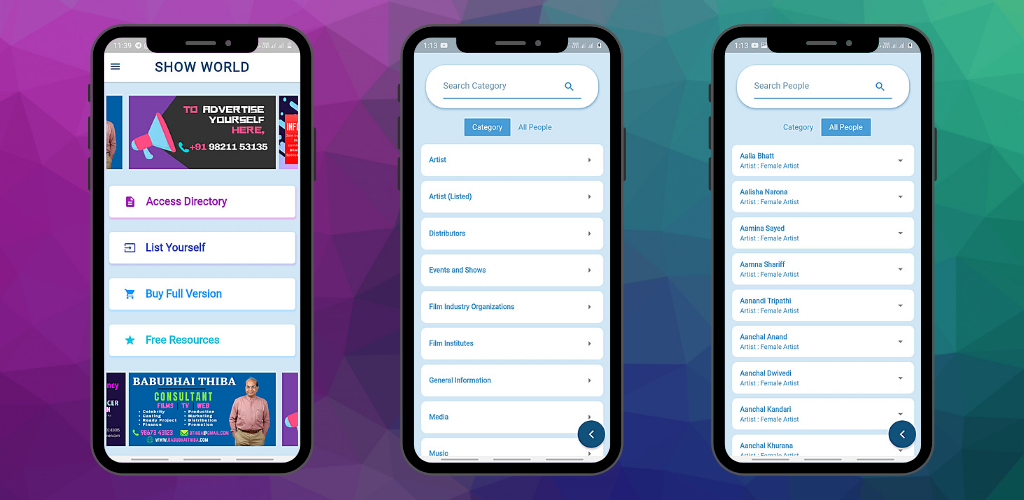 11:39
SHOW WORLD
TO ADVERTISE
YOURSELF
HERE,
+91 98211 53135
Access Directory
List Yourself
Buy Full Version
Free Resources
BABUBHAI THIBA
CONSULTANT
FILMS | TV | WEB
• Celebrity
• Casting
• Ready Project
• Finance
• Production
• Marketing
• Distribution
• Promotion
98673 43123
WWW.BABUBHAITHIBA.COM
1:13
Search Category
Category
All People
Artist
Artist (Listed)
Distributors
Events and Shows
Film Industry Organizations
Film Institutes
General Information
Media
Music
1:13
Search People
Category
All People
Aalia Bhatt
Artist : Female Artist
Aalisha Narona
Artist : Female Artist
Aamina Sayed
Artist : Female Artist
Aamna Shariff
Artist : Female Artist
Aanandi Tripathi
Artist : Female Artist
Aanchal Anand
Artist : Female Artist
Aanchal Dwivedi
Artist : Female Artist
Aanchal Kandari
Artist : Female Artist
Aanchal Khurana
Artist : Female Artist